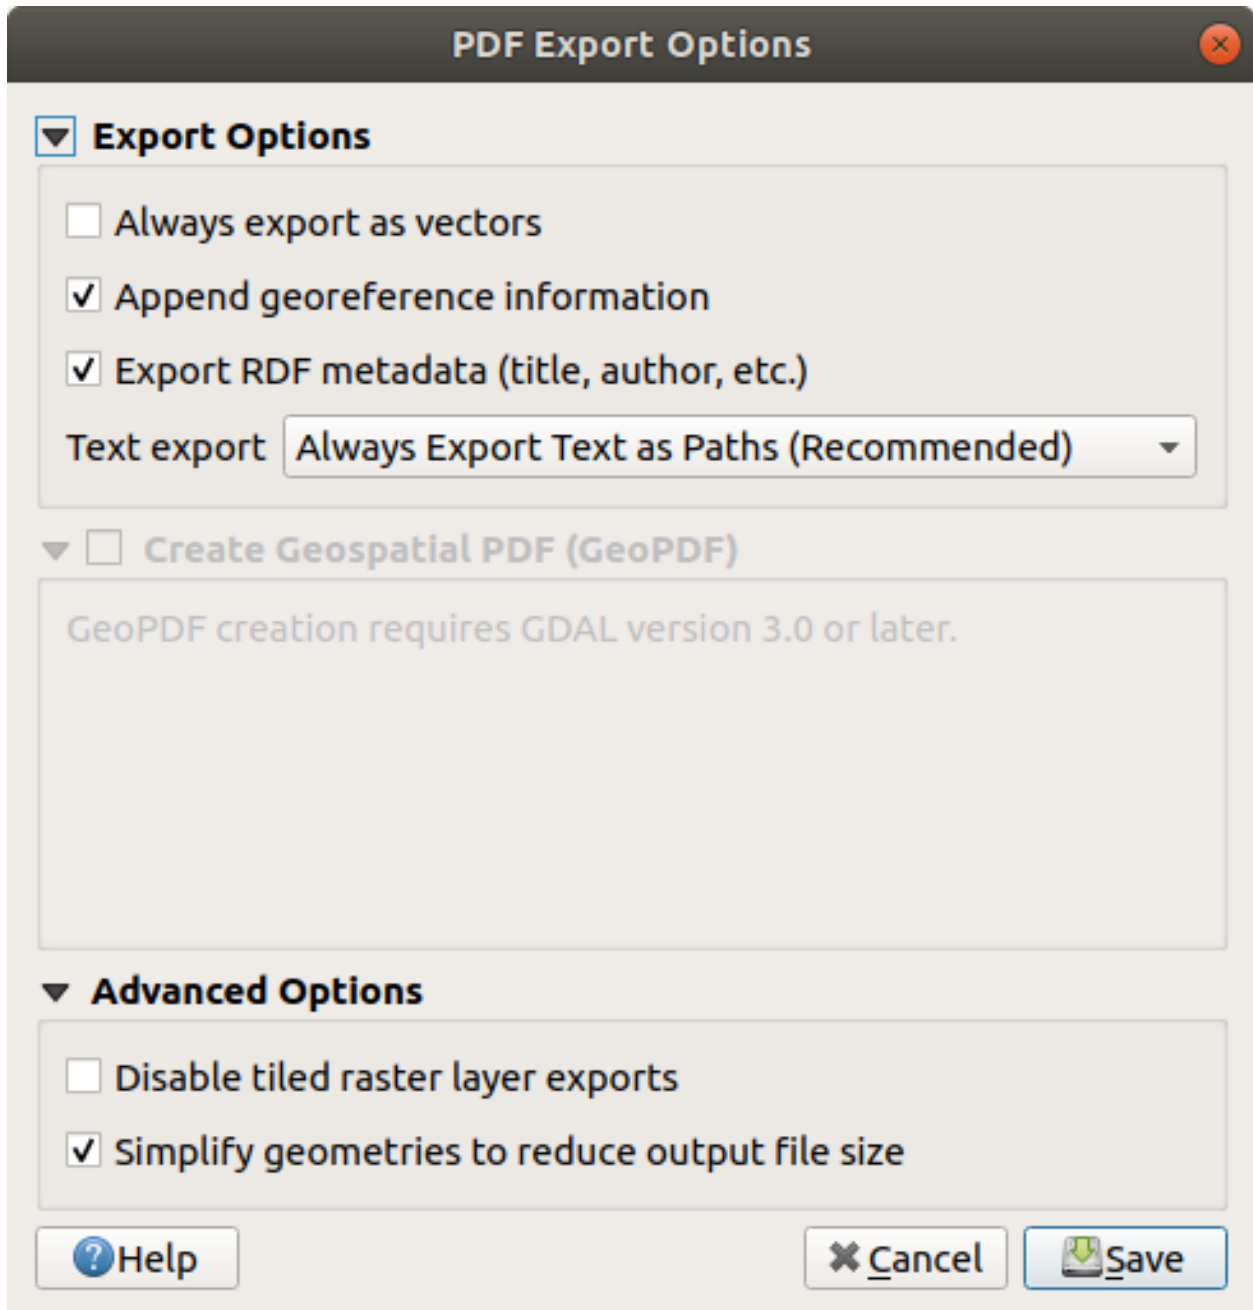 PDF Export Options
Export Options
Always export as vectors
Append georeference information
Export RDF metadata (title, author, etc.)
Text export Always Export Text as Paths (Recommended)
Create Geospatial PDF (GeoPDF)
GeoPDF creation requires GDAL version 3.0 or later.
Advanced Options
Disable tiled raster layer exports
Simplify geometries to reduce output file size
Help Cancel Save